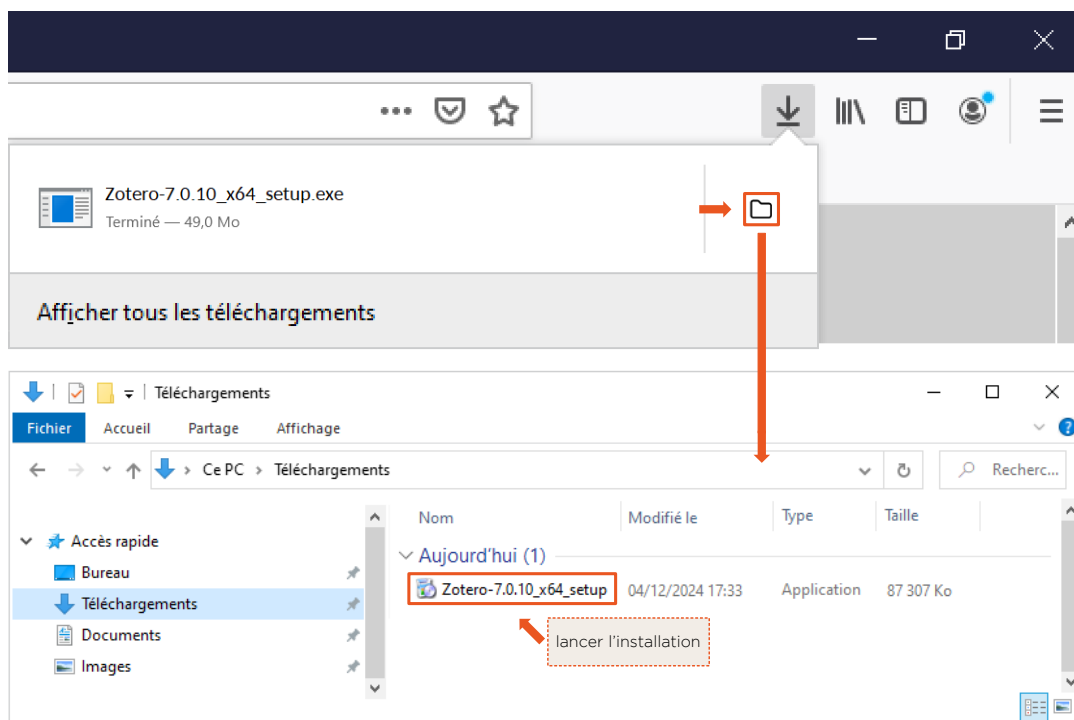 Zotero-7.0.10_x64_setup.exe
Terminé — 49,0 Mo
Afficher tous les téléchargements
Téléchargements
Fichier Accueil Partage Affichage
Ce PC > Téléchargements
Recherc...
Nom Modifié le Type Taille
Accès rapide
Aujourd'hui (1)
Bureau
Zotero-7.0.10_x64_setup 04/12/2024 17:33 Application 87 307 Ko
Téléchargements
Documents
lancer l'installation
Images